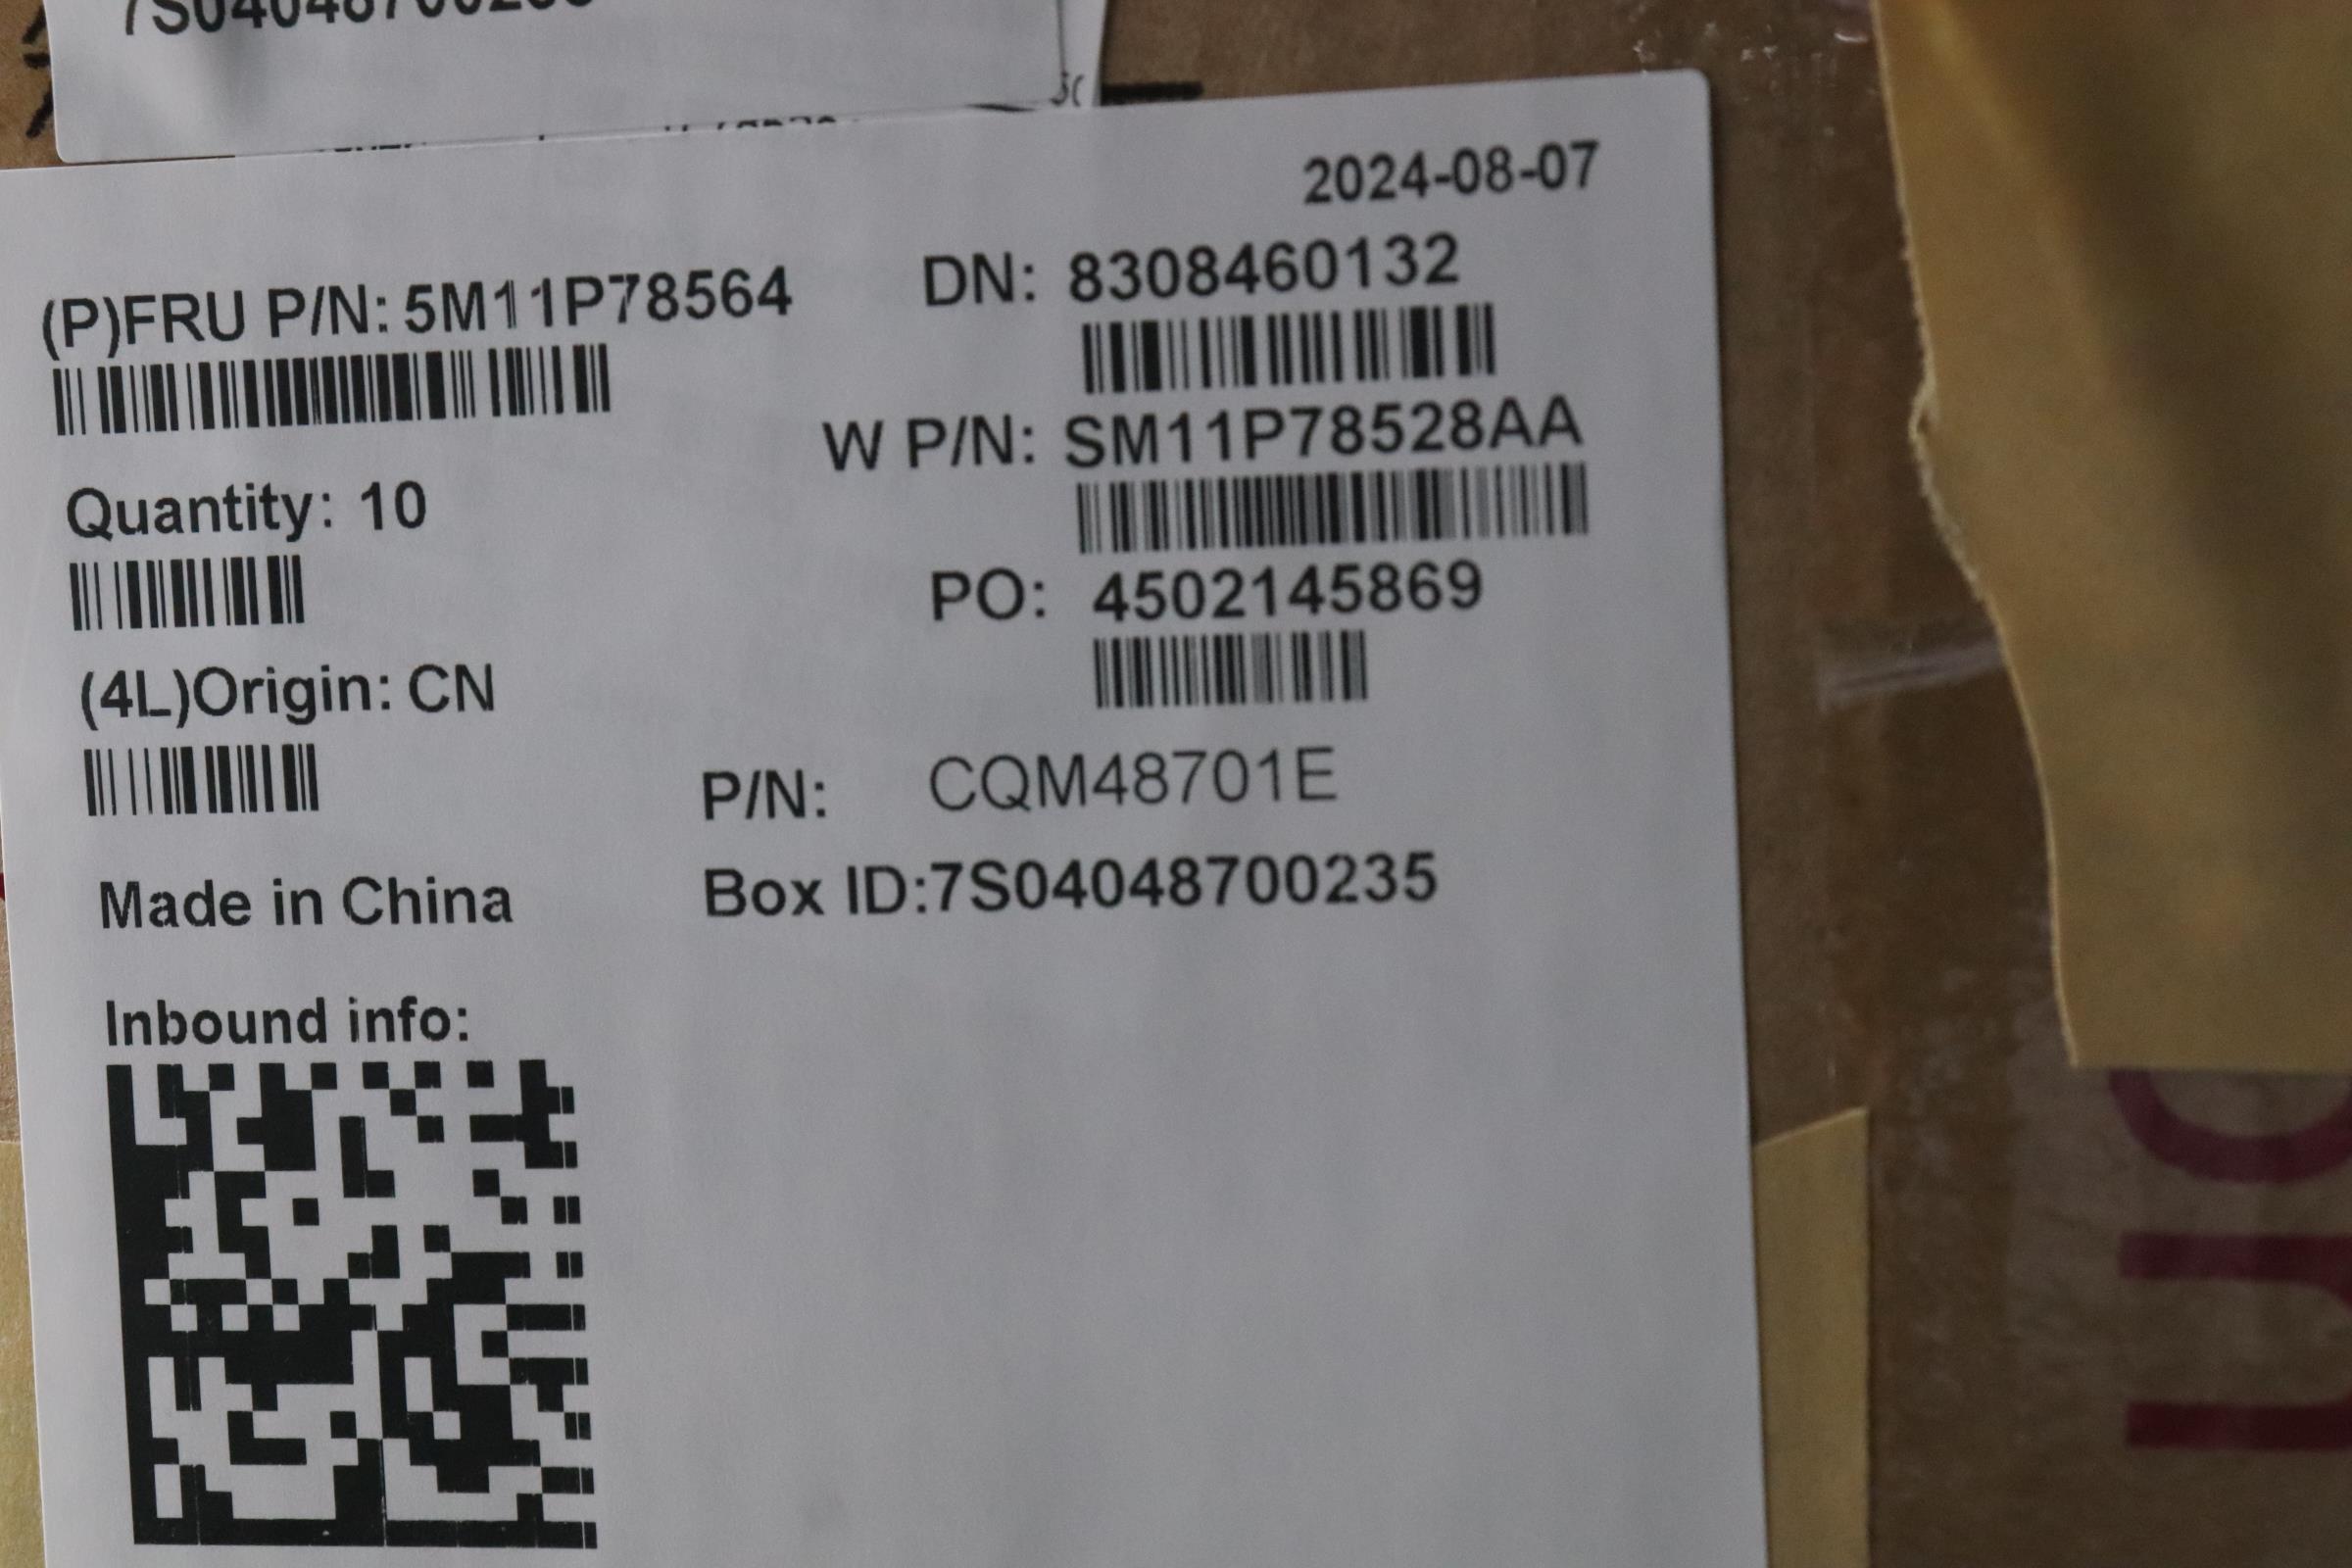 2024-08-07
(P)FRU P/N: 5M11P78564
DN: 8308460132
W P/N: SM11P78528AA
Quantity: 10
PO: 4502145869
(4L)Origin: CN
P/N: CQM48701E
Made in China
Box ID:7S04048700235
Inbound info: